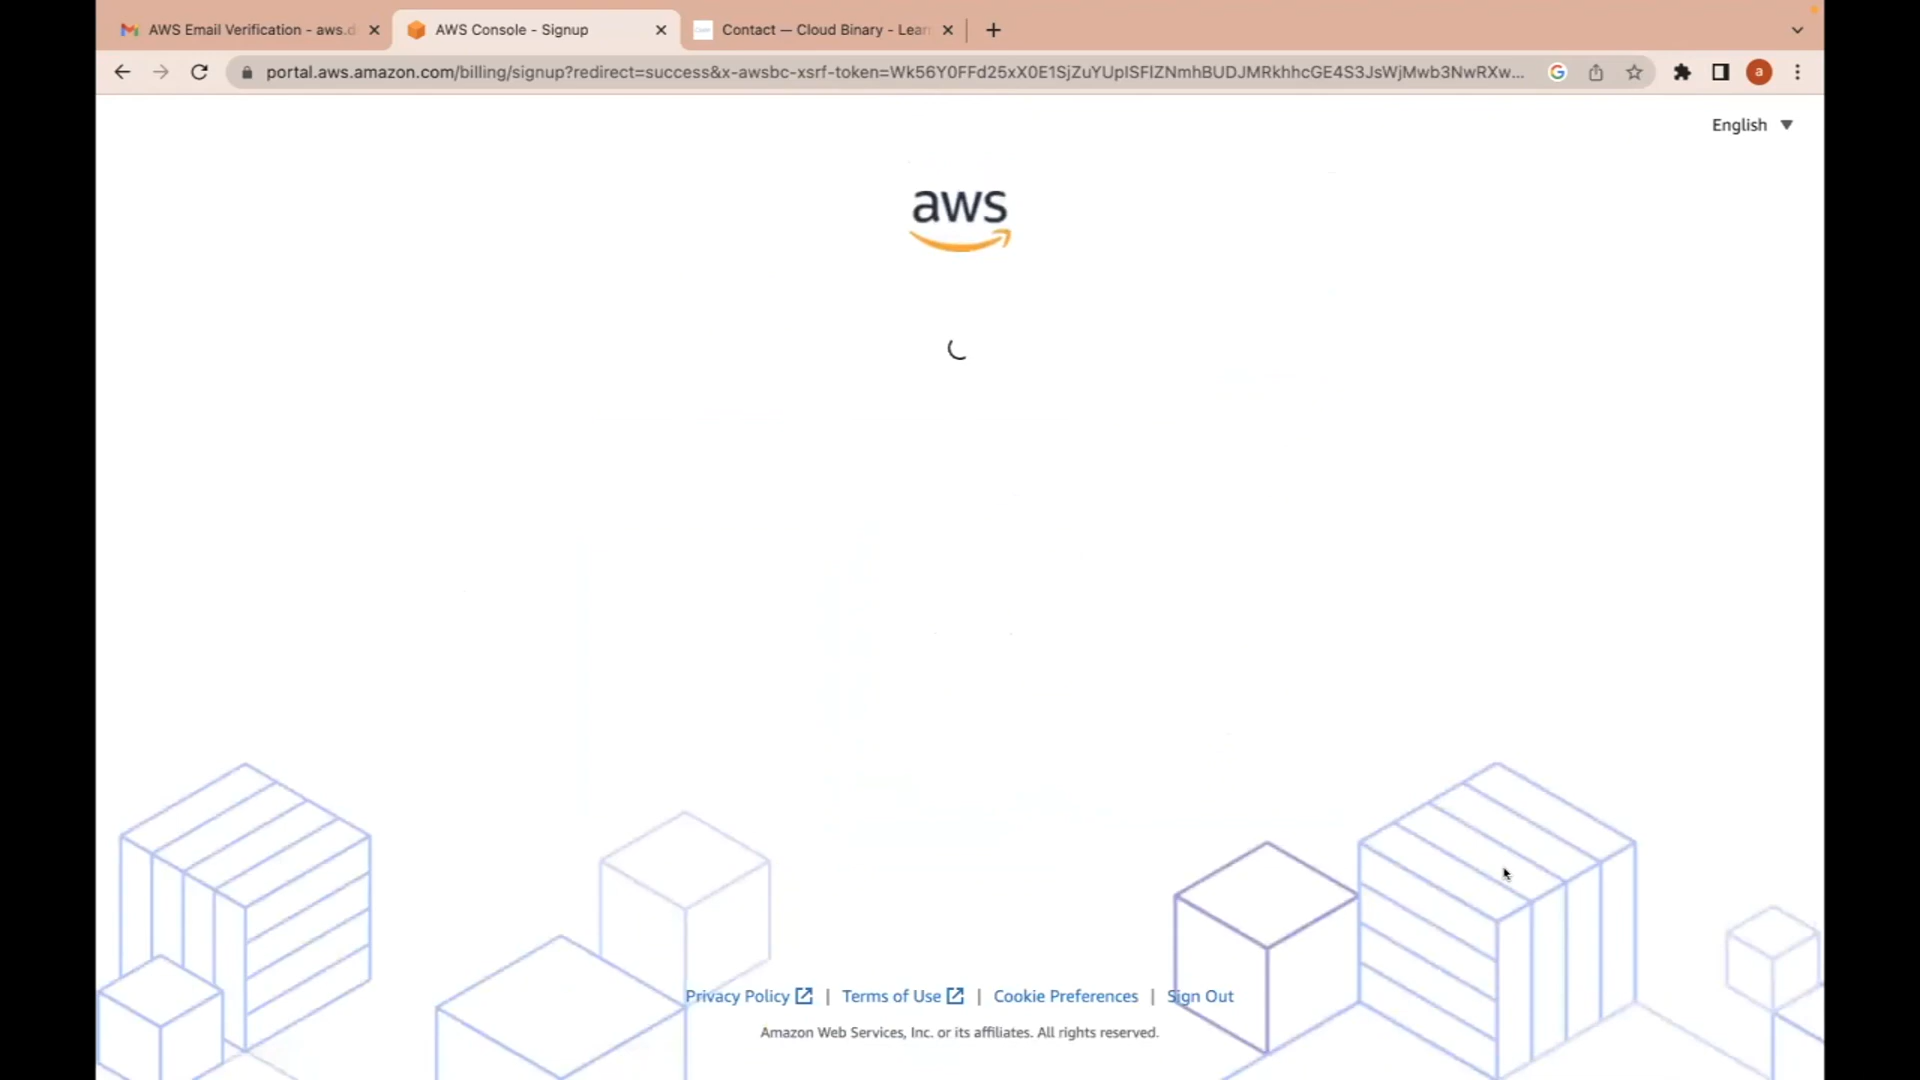 AWS Email Verification - aws.d
AWS Console - Signup
Contact — Cloud Binary - Lear
portal.aws.amazon.com/billing/signup?redirect=success&x-awsbc-xsrf-token=Wk56Y0FFd25xX0E1SjZuYUpISFlZNmhBUDJMRkhhcGE4S3JsWjMwb3NwRXw...
a
English
aws
Privacy Policy | Terms of Use | Cookie Preferences | Sign Out
Amazon Web Services, Inc. or its affiliates. All rights reserved.